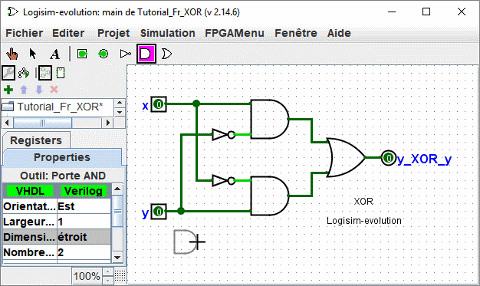 Logisim-evolution: main de Tutorial_Fr_XOR (v 2.14.6)
Fichier Editer Projet Simulation FPGAMenu Fenêtre Aide
A
Tutorial_Fr_XOR*
Registers
Properties
Outil: Porte AND
VHDL Verilog
Orientat... Est
Largeur... 1
Dimensi... étroit
Nombre... 2
100%
x 0
y 0
0 y_XOR_y
XOR
Logisim-evolution